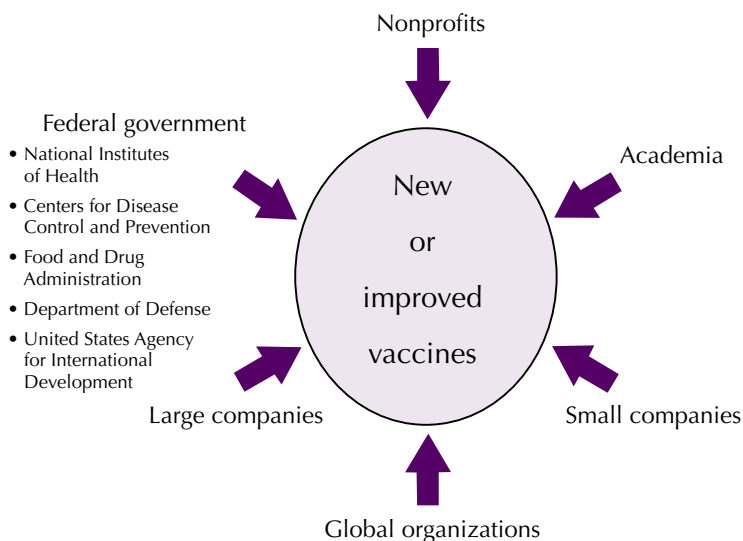 Nonprofits
Federal government
• National Institutes
of Health
• Centers for Disease
Control and Prevention
• Food and Drug
Administration
• Department of Defense
• United States Agency
for International
Development
Academia
New
or
improved
vaccines
Large companies
Small companies
Global organizations